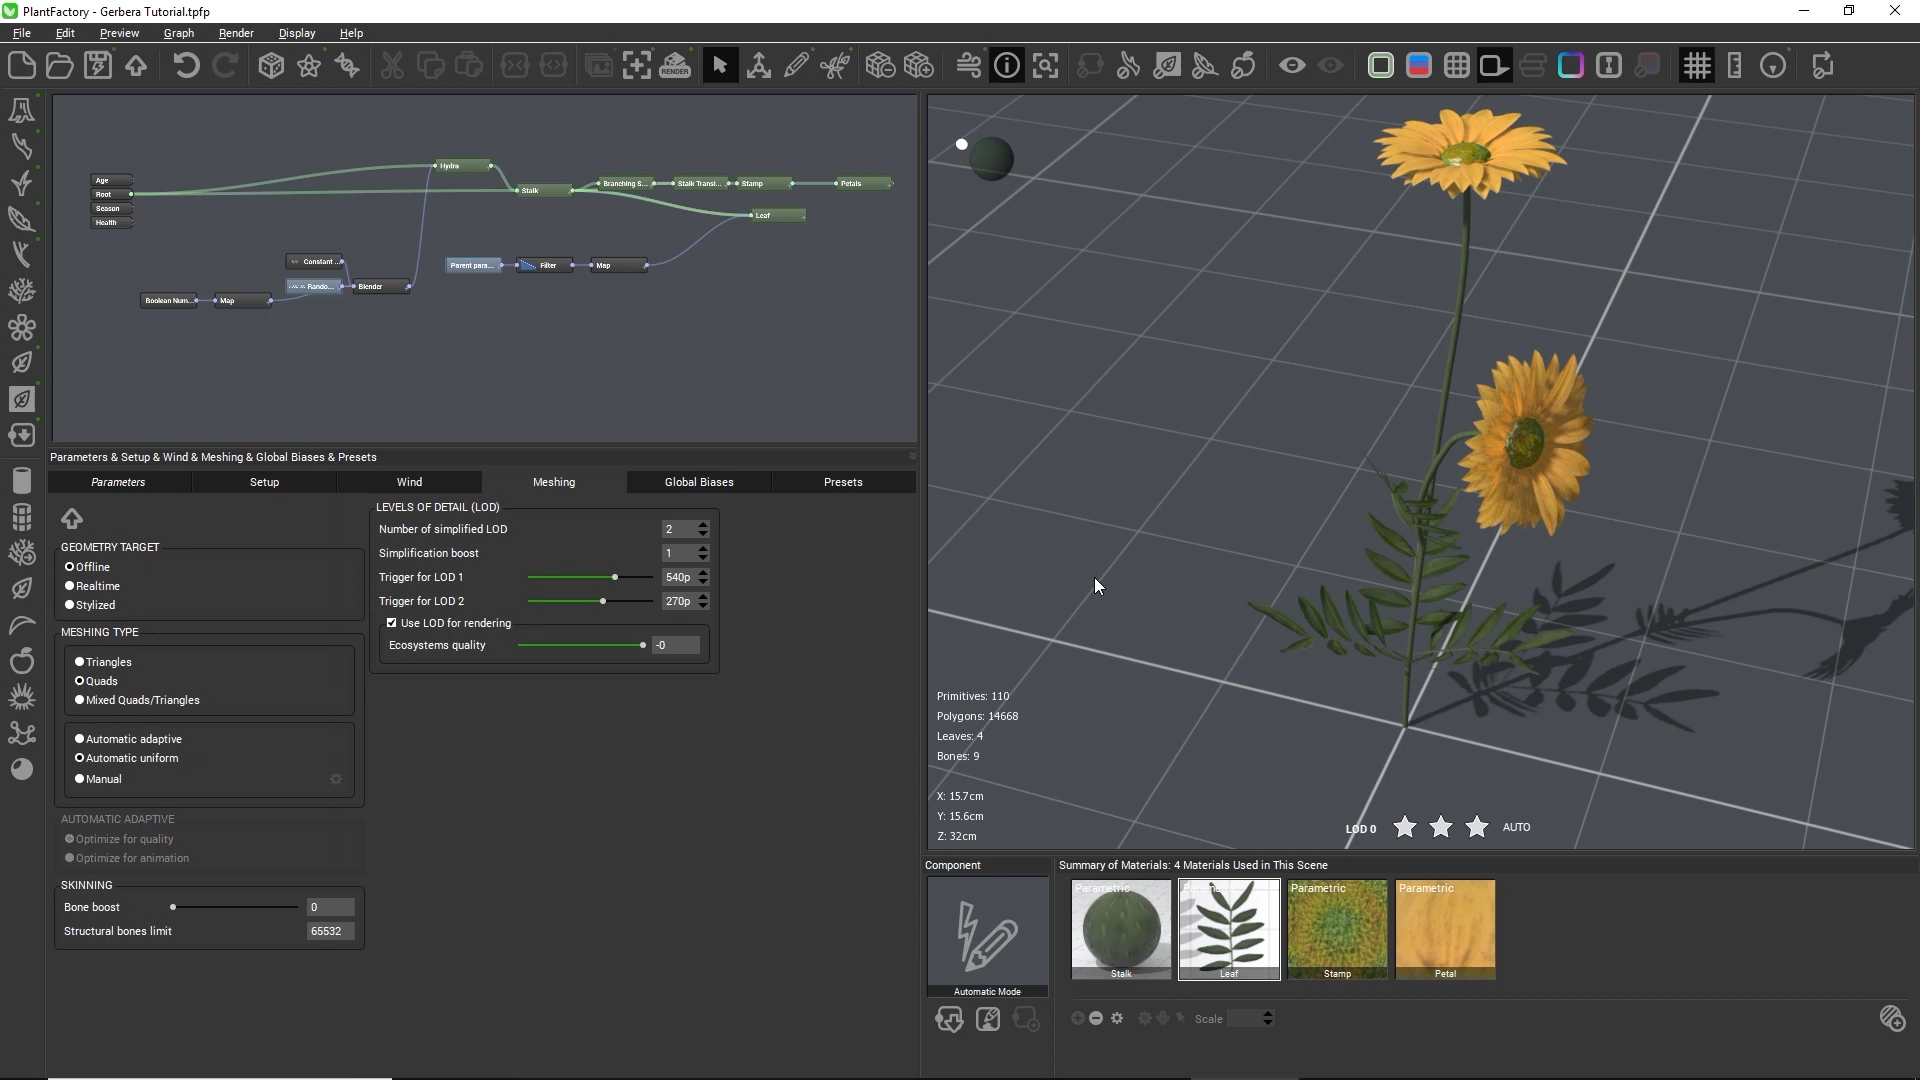 PlantFactory - Gerbera Tutorial.tpfp
File Edit Preview Graph Render Display Help
RENDER
Age
Root
Season
Health
Hydra
Stalk
Branching S...
Stalk Transi...
Stamp
Petals
Leaf
Constant ...
Rando...
Blender
Boolean Num...
Map
Parent para...
Filter
Map
Parameters & Setup & Wind & Meshing & Global Biases & Presets
Parameters Setup Wind Meshing Global Biases Presets
GEOMETRY TARGET
Offline
Realtime
Stylized
MESHING TYPE
Triangles
Quads
Mixed Quads/Triangles
Automatic adaptive
Automatic uniform
Manual
AUTOMATIC ADAPTIVE
Optimize for quality
Optimize for animation
SKINNING
Bone boost 0
Structural bones limit 65532
LEVELS OF DETAIL (LOD)
Number of simplified LOD 2
Simplification boost 1
Trigger for LOD 1 540p
Trigger for LOD 2 270p
Use LOD for rendering
Ecosystems quality -0
Primitives: 110
Polygons: 14668
Leaves: 4
Bones: 9
X: 15.7cm
Y: 15.6cm
Z: 32cm
LOD 0 AUTO
Component
Automatic Mode
Summary of Materials: 4 Materials Used in This Scene
Parametric
Stalk
Leaf
Parametric
Stamp
Parametric
Petal
Scale